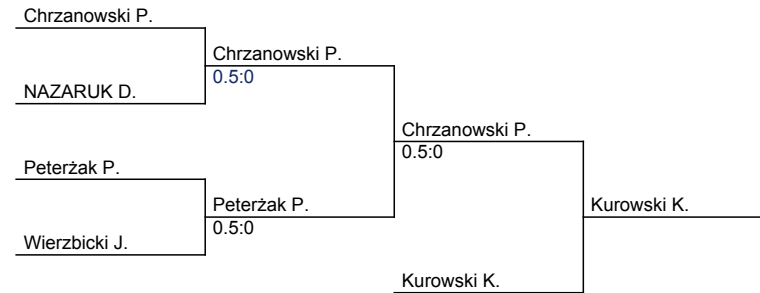 Chrzanowski P.
Chrzanowski P.
0.5:0
NAZARUK D.
Chrzanowski P.
0.5:0
Peterżak P.
Peterżak P.
0.5:0
Kurowski K.
Wierzbicki J.
Kurowski K.